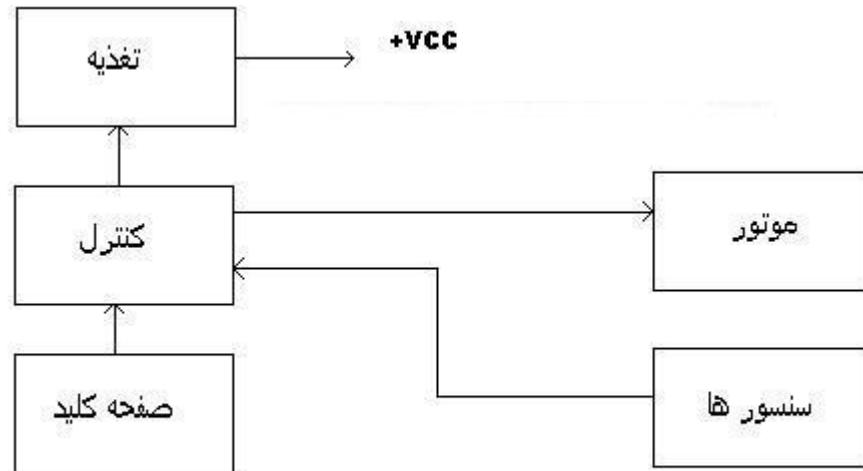 تغذیه
+VCC
کنترل
موتور
صفحه کلید
سنسور ها